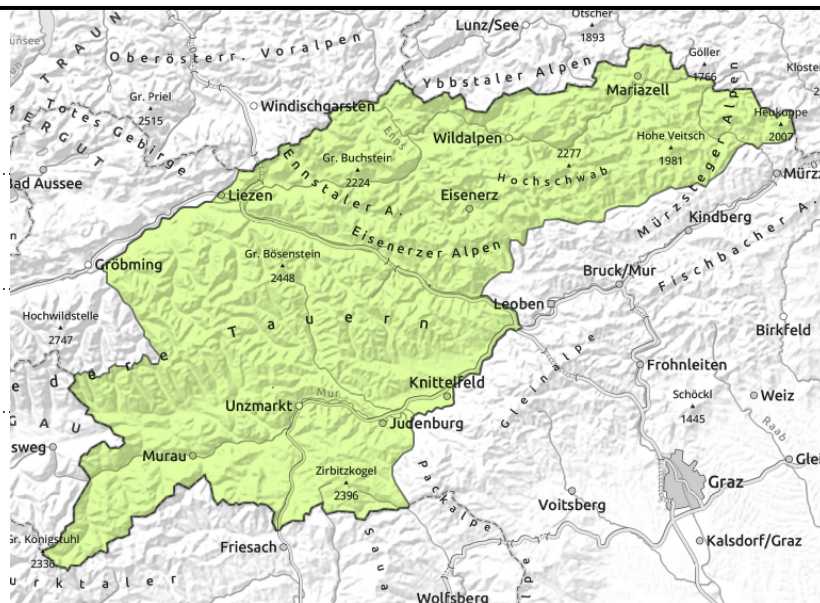 Lunz/See
Ötscher
1893
Oberösterr. Voralpen
TRAUN
Göller
1766
Ybbstaler Alpen
Mariazell
Gr. Priel
2515
Windischgarsten
Totes Gebirge
Heukuppe
2007
Wildalpen
Enns
Hohe Veitsch
1981
Gr. Buchstein
2224
2277
Hochschwab
Bad Aussee
Liezen
Ennstaler A.
Eisenerz
Mürzsteger Alpen
Kindberg
Eisenerzer Alpen
Gröbming
Gr. Bösenstein
2448
Bruck/Mur
Fischbacher A.
Leoben
Hochwildstelle
2747
Tauern
Birkfeld
Gleinalpe
Frohnleiten
Knittelfeld
Schöckl
1445
Weiz
Mur
Unzmarkt
Judenburg
Raab
Murau
Zirbitzkogel
2396
Packalpe
Graz
Voitsberg
Gr. Königstuhl
2336
Friesach
Kalsdorf/Graz
Wolfsberg